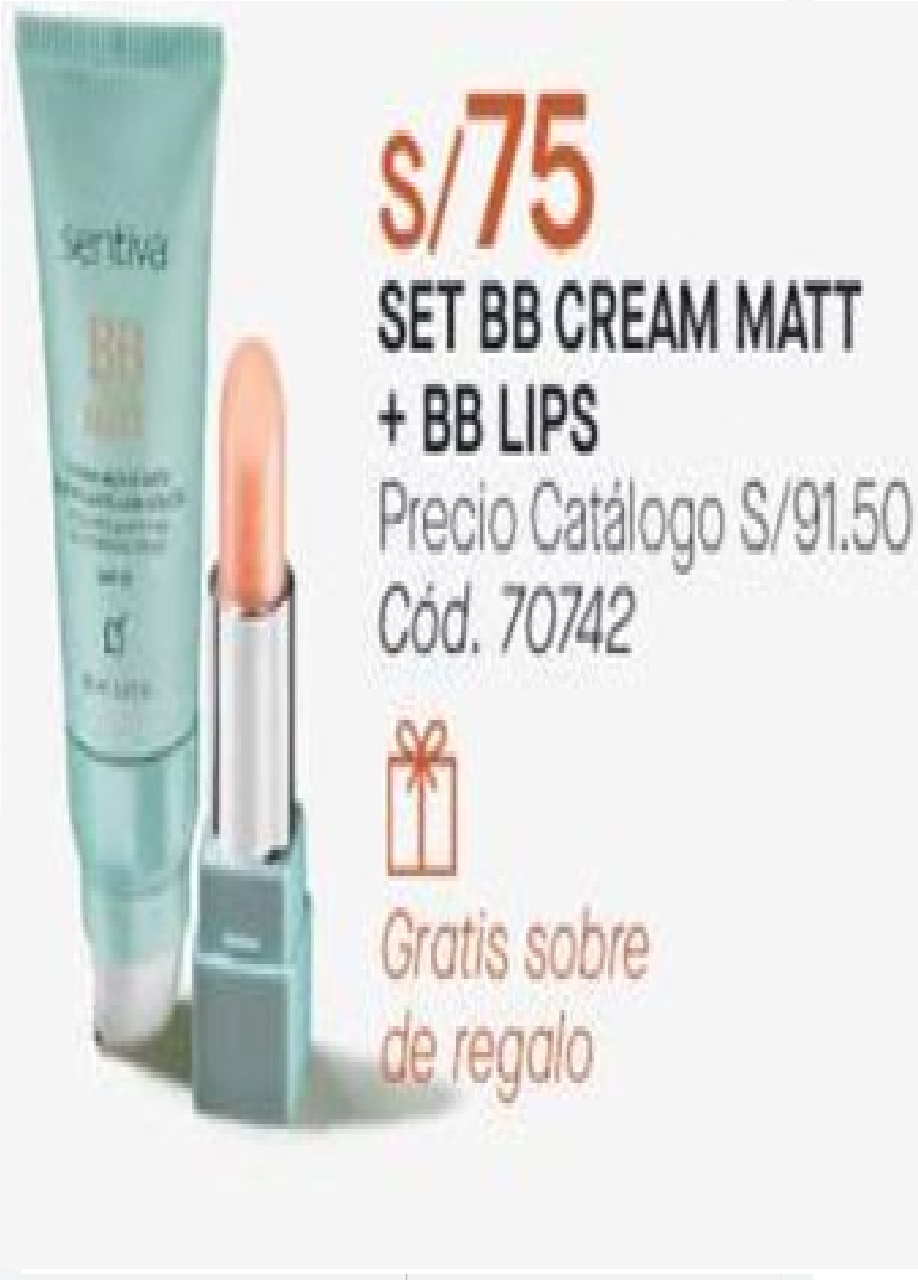 sentiva
BB
S/75
SET BB CREAM MATT
+ BB LIPS
Precio Catálogo S/91.50
Cód. 70742
Gratis sobre
de regalo